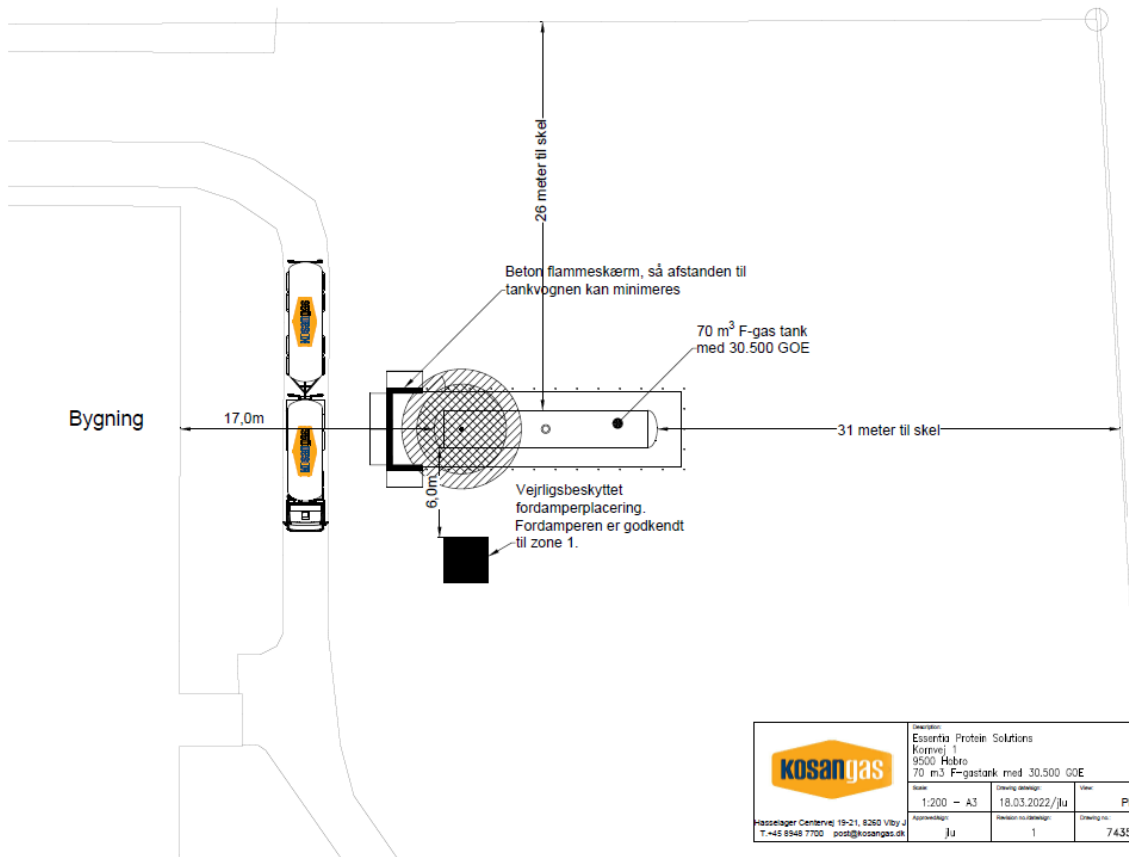 26 meter til skel
Beton flammeskærm, så afstanden til
tankvognen kan minimeres
70 m³ F-gas tank
med 30.500 GOE
KOSANGAS
KOSANGAS
Bygning
17,0m
31 meter til skel
6,0m
Vejrligsbeskyttet
fordamperplacering.
Fordamperen er godkendt
til zone 1.
KOSANgas
Hasselager Centervej 19-21, 8260 Viby J
T.+45 8948 7700 post@kosangas.dk
Description:
Essentia Protein Solutions
Kornvej 1
9500 Hobro
70 m3 F-gastank med 30.500 GOE
Scale:
1:200 - A3
Drawing date/sign:
18.03.2022/jlu
View:
Approved/sign:
jlu
Revision no./date/sign:
1
Drawing no.:
7435